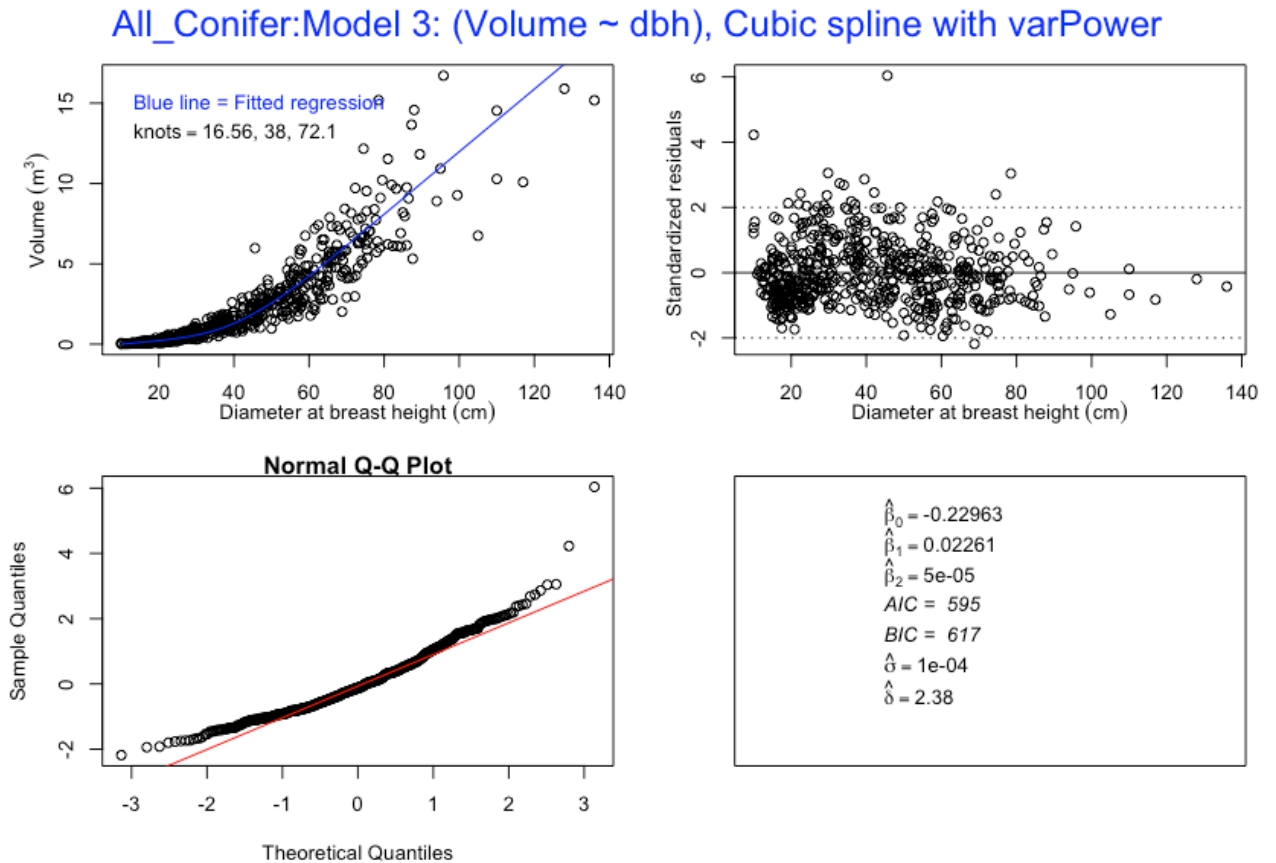 All_Conifer:Model 3: (Volume ~ dbh), Cubic spline with varPower
Blue line = Fitted regression
knots = 16.56, 38, 72.1
Volume (m³)
0
5
10
15
20 40 60 80 100 120 140
Diameter at breast height (cm)
Standardized residuals
-2
0
2
4
6
20 40 60 80 100 120 140
Diameter at breast height (cm)
Normal Q-Q Plot
Sample Quantiles
-2
0
2
4
6
-3 -2 -1 0 1 2 3
Theoretical Quantiles
β̂₀ = -0.22963
β̂₁ = 0.02261
β̂₂ = 5e-05
AIC = 595
BIC = 617
σ̂ = 1e-04
δ̂ = 2.38